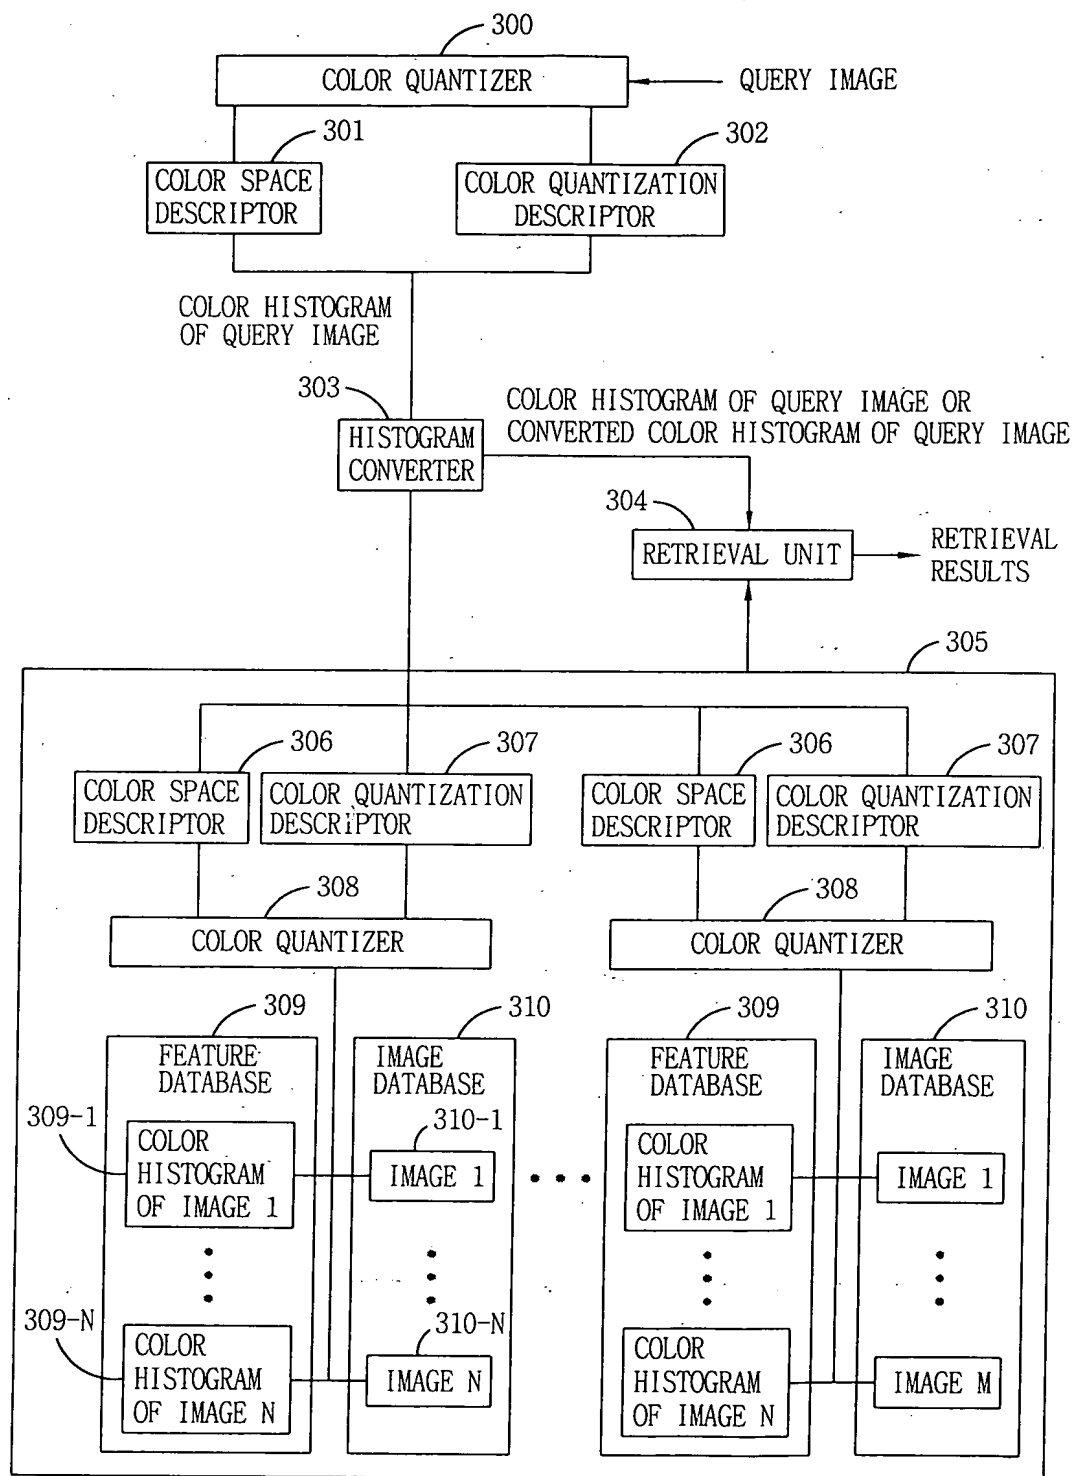 300
COLOR QUANTIZER
QUERY IMAGE
301
302
COLOR SPACE
DESCRIPTOR
COLOR QUANTIZATION
DESCRIPTOR
COLOR HISTOGRAM
OF QUERY IMAGE
303
COLOR HISTOGRAM OF QUERY IMAGE OR
CONVERTED COLOR HISTOGRAM OF QUERY IMAGE
HISTOGRAM
CONVERTER
304
RETRIEVAL UNIT
RETRIEVAL
RESULTS
305
306
307
306
307
COLOR SPACE
DESCRIPTOR
COLOR QUANTIZATION
DESCRIPTOR
COLOR SPACE
DESCRIPTOR
COLOR QUANTIZATION
DESCRIPTOR
308
COLOR QUANTIZER
308
COLOR QUANTIZER
309
310
309
310
FEATURE
DATABASE
IMAGE
DATABASE
FEATURE
DATABASE
IMAGE
DATABASE
309-1
COLOR
HISTOGRAM
OF IMAGE 1
310-1
IMAGE 1
COLOR
HISTOGRAM
OF IMAGE 1
IMAGE 1
309-N
COLOR
HISTOGRAM
OF IMAGE N
310-N
IMAGE N
COLOR
HISTOGRAM
OF IMAGE N
IMAGE M